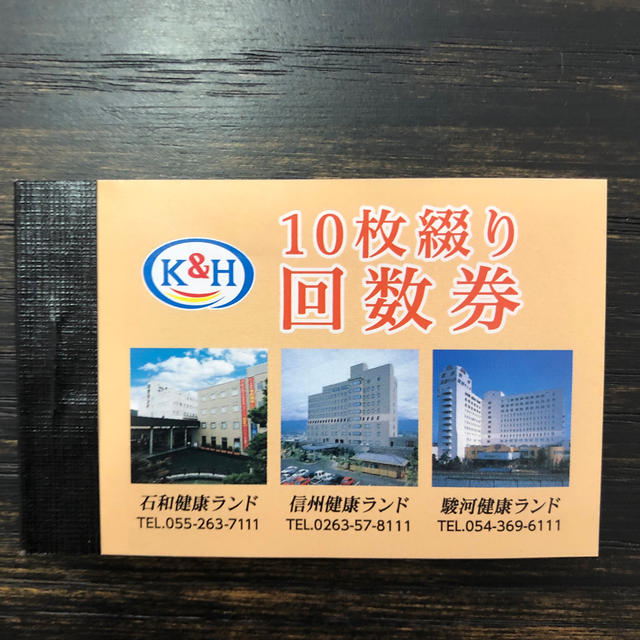 10枚綴り
K&H
回数券
石和健康ランド
TEL.055-263-7111
信州健康ランド
TEL.0263-57-8111
駿河健康ランド
TEL.054-369-6111